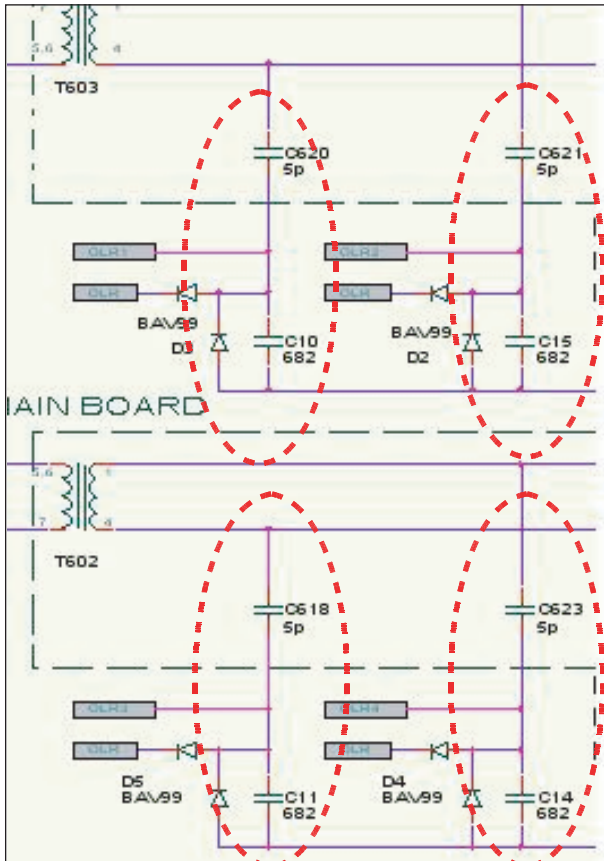 5.6
4
T603
C620
5p
C621
5p
OLR1
OLR2
OLR
OLR
BAV99
D3
C10
682
BAV99
D2
C15
682
MAIN BOARD
5.6
1
7
4
T602
C618
5p
C623
5p
OLR3
OLR4
OLR
OLR
D5
BAV99
C11
682
D4
BAV99
C14
682